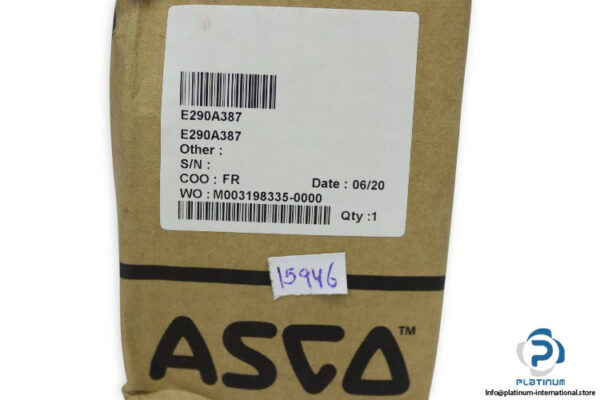 E290A387
E290A387
Other :
S/N :
COO : FR Date : 06/20
WO : M003198335-0000
Qty :1
15946
ASCO™
PLATINUM
https://platinum-international.store